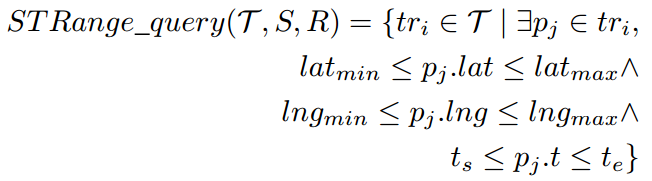 STRange_query(𝒯, S, R) = {tr_i ∈ 𝒯 | ∃p_j ∈ tr_i,
lat_min ≤ p_j.lat ≤ lat_max ∧
lng_min ≤ p_j.lng ≤ lng_max ∧
t_s ≤ p_j.t ≤ t_e}